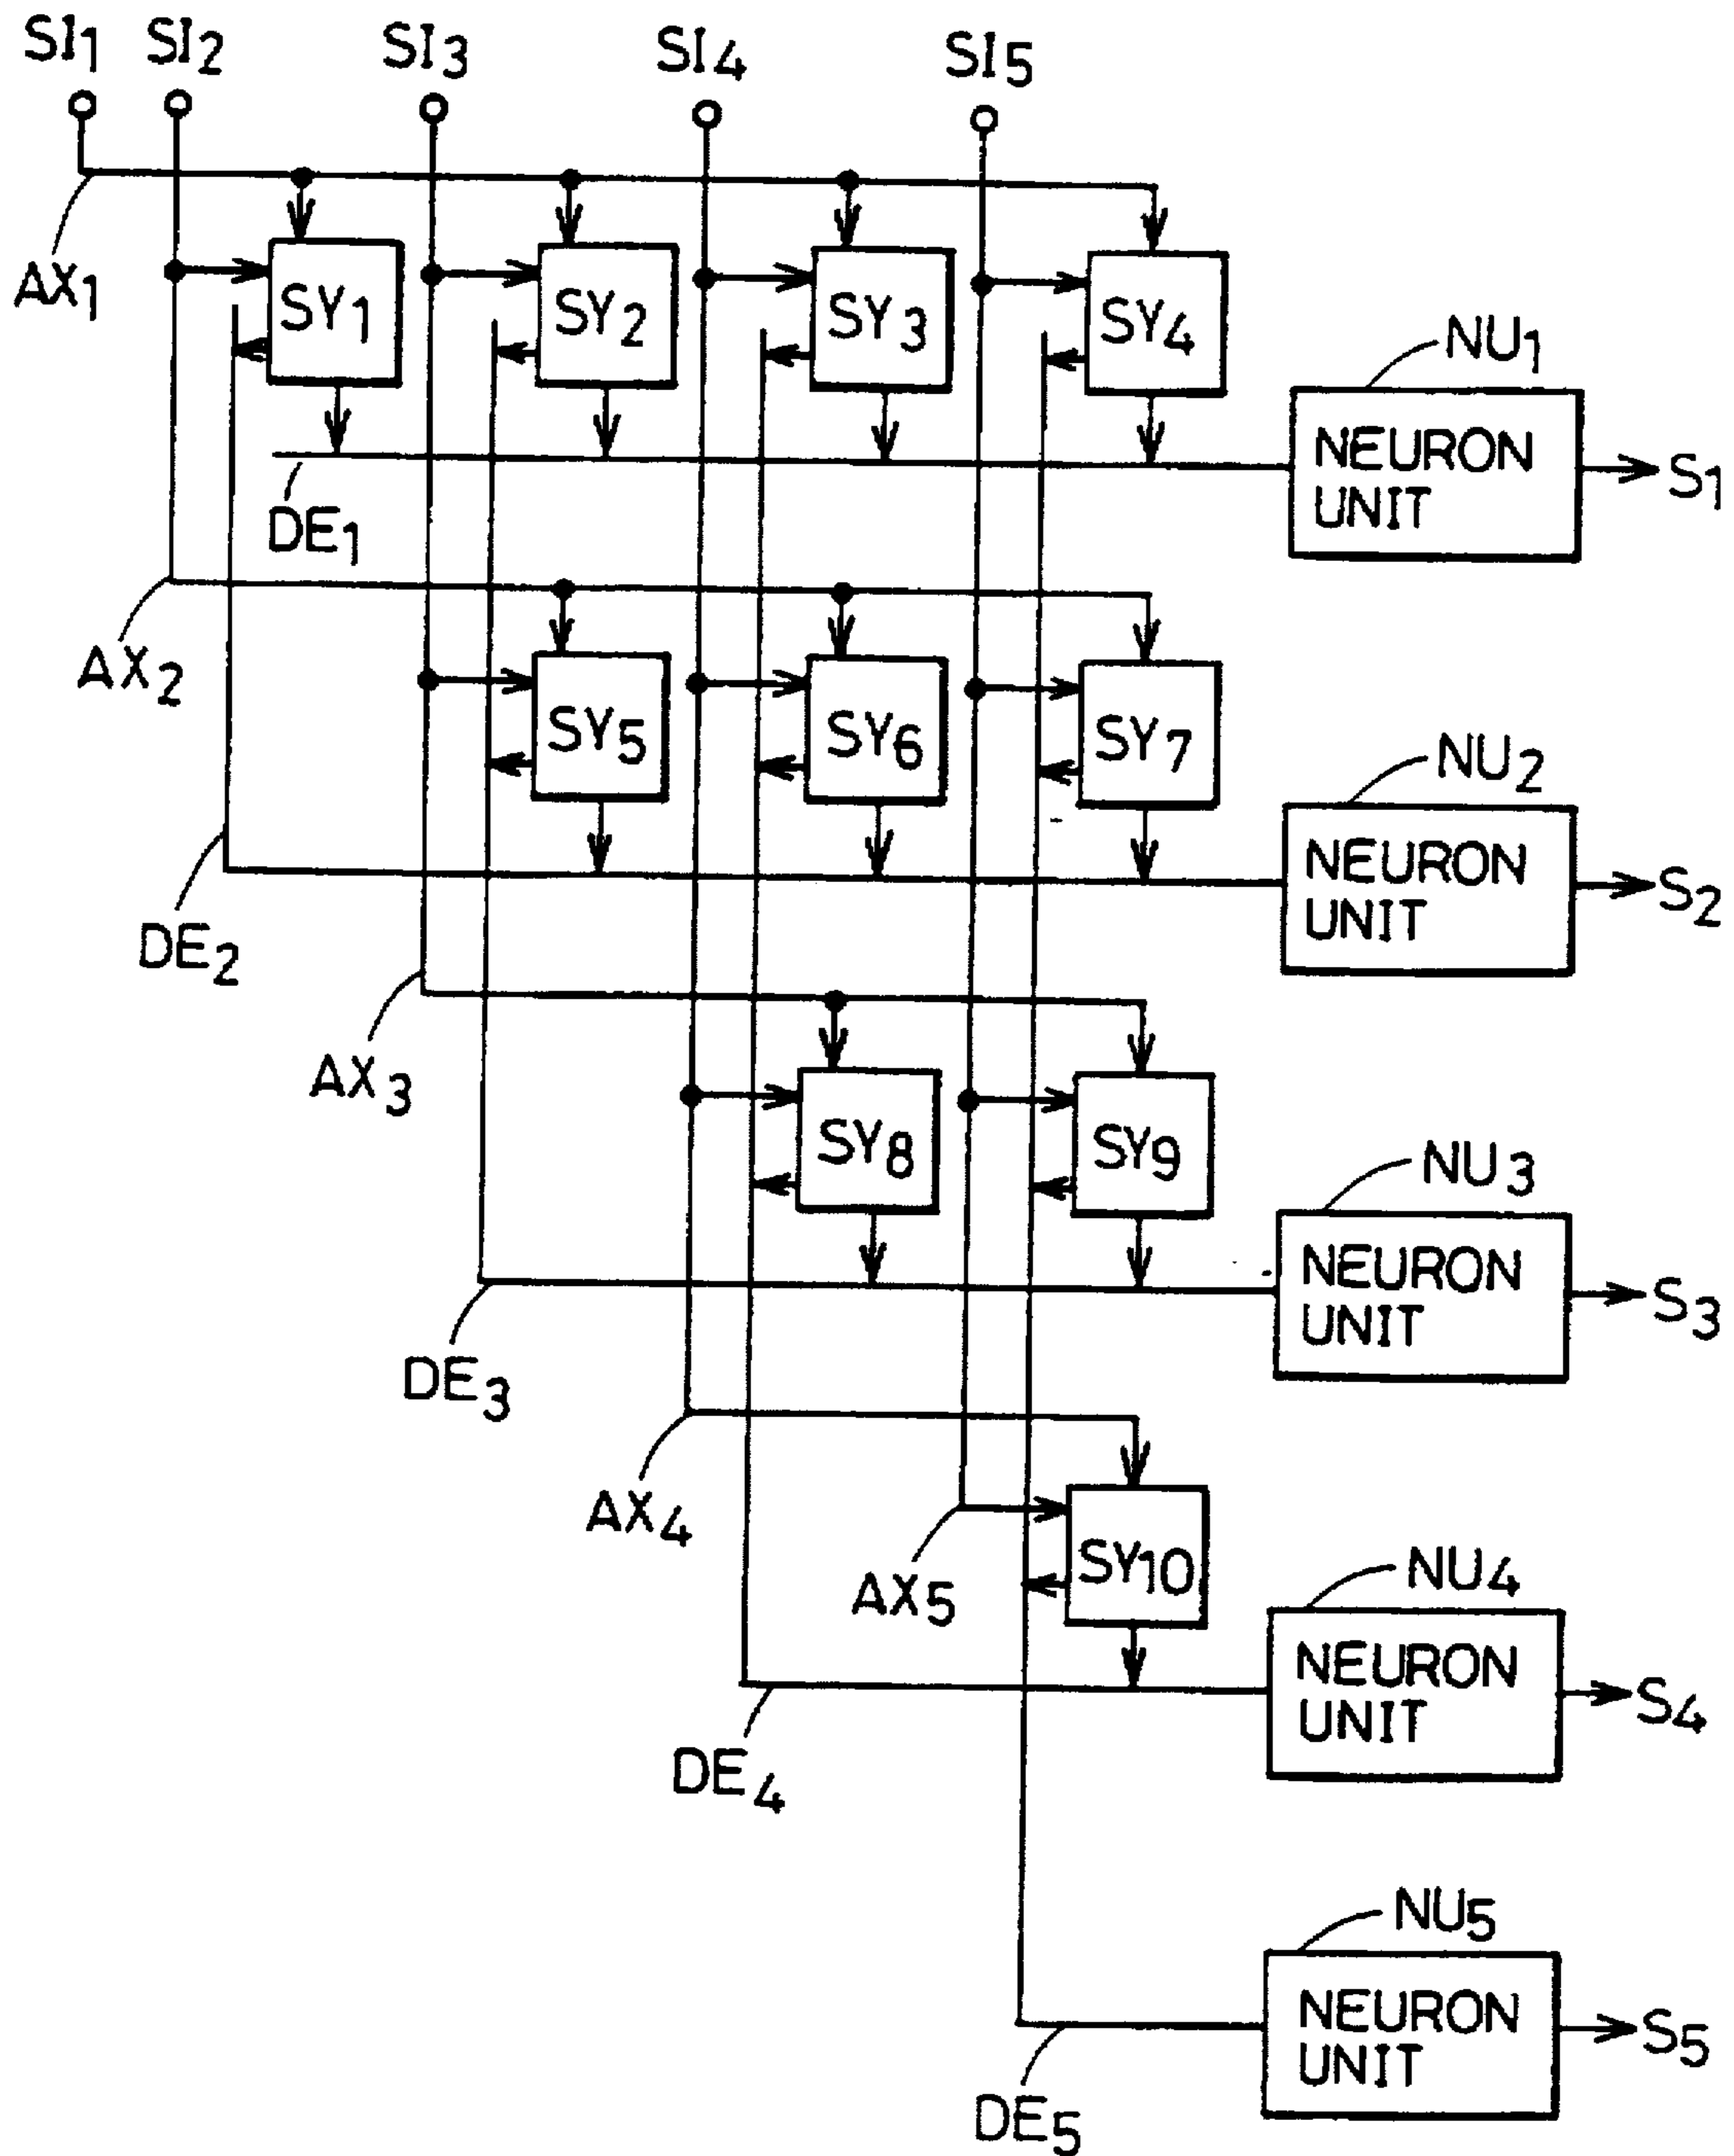 SI1 SI2 SI3 SI4 SI5
AX1
SY1 SY2 SY3 SY4
NU1
NEURON
UNIT
S1
DE1
AX2
SY5 SY6 SY7
NU2
NEURON
UNIT
S2
DE2
AX3
SY8 SY9
NU3
NEURON
UNIT
S3
DE3
AX4
AX5
SY10
NU4
NEURON
UNIT
S4
DE4
NU5
NEURON
UNIT
S5
DE5